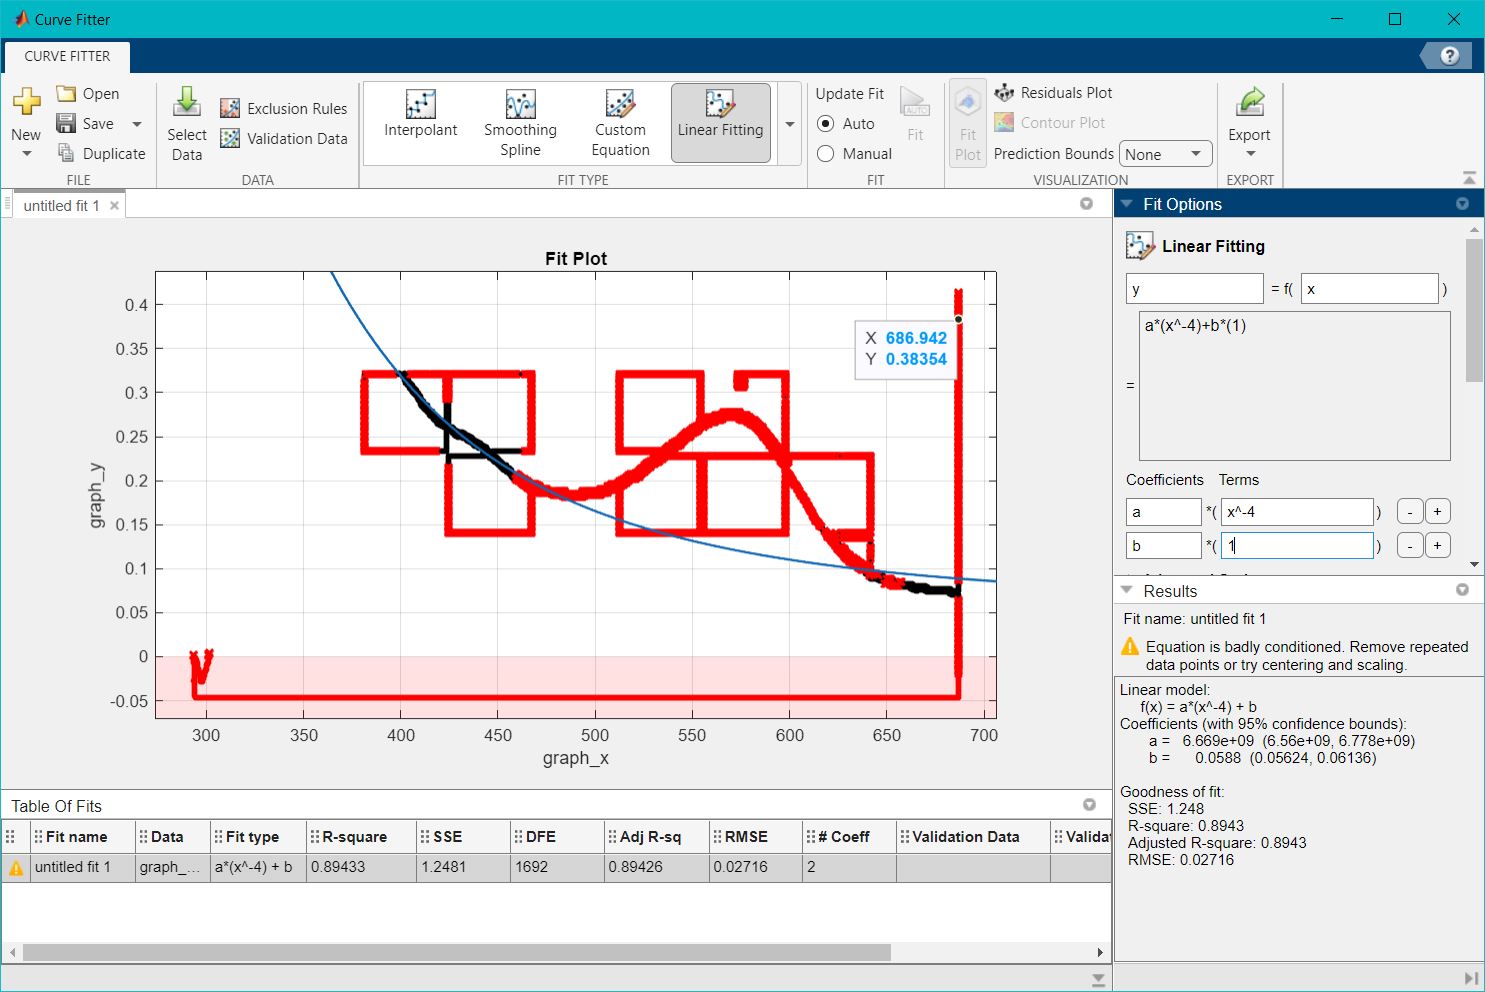 Curve Fitter
CURVE FITTER
?
New
Open
Save
Duplicate
FILE
Select Data
Exclusion Rules
Validation Data
DATA
Interpolant
Smoothing Spline
Custom Equation
Linear Fitting
FIT TYPE
Update Fit
Auto
Manual
AUTO
Fit
FIT
Fit Plot
Residuals Plot
Contour Plot
Prediction Bounds None
VISUALIZATION
Export
EXPORT
untitled fit 1
Fit Plot
0.4
0.35
0.3
0.25
0.2
0.15
0.1
0.05
0
-0.05
graph_y
X 686.942
Y 0.38354
300 350 400 450 500 550 600 650 700
graph_x
Table Of Fits
Fit name Data Fit type R-square SSE DFE Adj R-sq RMSE # Coeff Validation Data
untitled fit 1 graph_... a*(x^-4) + b 0.89433 1.2481 1692 0.89426 0.02716 2
Fit Options
Linear Fitting
y = f( x )
= a*(x^-4)+b*(1)
Coefficients Terms
a *( x^-4 ) - +
b *( 1 ) - +
Results
Fit name: untitled fit 1
Equation is badly conditioned. Remove repeated
data points or try centering and scaling.
Linear model:
f(x) = a*(x^-4) + b
Coefficients (with 95% confidence bounds):
a = 6.669e+09 (6.56e+09, 6.778e+09)
b = 0.0588 (0.05624, 0.06136)
Goodness of fit:
SSE: 1.248
R-square: 0.8943
Adjusted R-square: 0.8943
RMSE: 0.02716